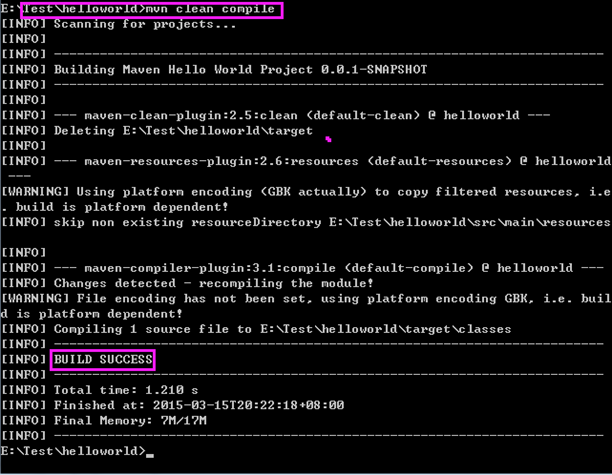 E:\Test\helloworld>mvn clean compile
[INFO] Scanning for projects...
[INFO]
[INFO] ------------------------------------------------------------------------
[INFO] Building Maven Hello World Project 0.0.1-SNAPSHOT
[INFO] ------------------------------------------------------------------------
[INFO]
[INFO] --- maven-clean-plugin:2.5:clean (default-clean) @ helloworld ---
[INFO] Deleting E:\Test\helloworld\target
[INFO]
[INFO] --- maven-resources-plugin:2.6:resources (default-resources) @ helloworld
 ---
[WARNING] Using platform encoding (GBK actually) to copy filtered resources, i.e
. build is platform dependent!
[INFO] skip non existing resourceDirectory E:\Test\helloworld\src\main\resources
[INFO]
[INFO] --- maven-compiler-plugin:3.1:compile (default-compile) @ helloworld ---
[INFO] Changes detected - recompiling the module!
[WARNING] File encoding has not been set, using platform encoding GBK, i.e. buil
d is platform dependent!
[INFO] Compiling 1 source file to E:\Test\helloworld\target\classes
[INFO] ------------------------------------------------------------------------
[INFO] BUILD SUCCESS
[INFO] ------------------------------------------------------------------------
[INFO] Total time: 1.210 s
[INFO] Finished at: 2015-03-15T20:22:18+08:00
[INFO] Final Memory: 7M/17M
[INFO] ------------------------------------------------------------------------
E:\Test\helloworld>_